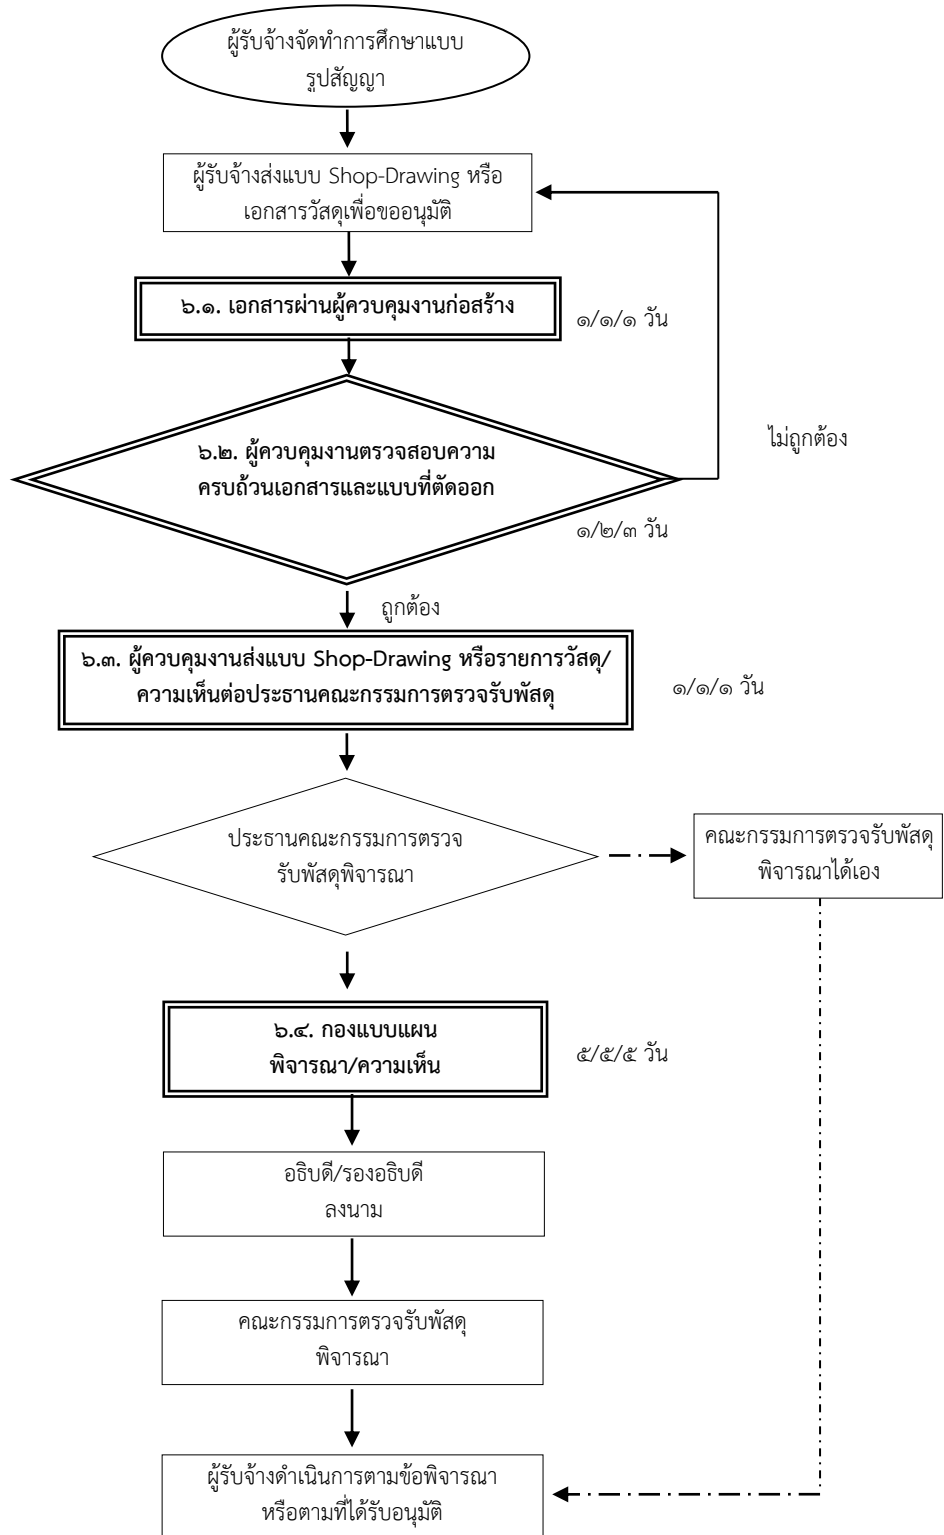 ผู้รับจ้างจัดทำการศึกษาแบบ
รูปสัญญา
ผู้รับจ้างส่งแบบ Shop-Drawing หรือ
เอกสารวัสดุเพื่อขออนุมัติ
๖.๑. เอกสารผ่านผู้ควบคุมงานก่อสร้าง
๑/๑/๑ วัน
ไม่ถูกต้อง
๖.๒. ผู้ควบคุมงานตรวจสอบความ
ครบถ้วนเอกสารและแบบที่ตัดออก
๑/๒/๓ วัน
ถูกต้อง
๖.๓. ผู้ควบคุมงานส่งแบบ Shop-Drawing หรือรายการวัสดุ/
ความเห็นต่อประธานคณะกรรมการตรวจรับพัสดุ
๑/๑/๑ วัน
ประธานคณะกรรมการตรวจ
รับพัสดุพิจารณา
คณะกรรมการตรวจรับพัสดุ
พิจารณาได้เอง
๖.๔. กองแบบแผน
พิจารณา/ความเห็น
๕/๕/๕ วัน
อธิบดี/รองอธิบดี
ลงนาม
คณะกรรมการตรวจรับพัสดุ
พิจารณา
ผู้รับจ้างดำเนินการตามข้อพิจารณา
หรือตามที่ได้รับอนุมัติ